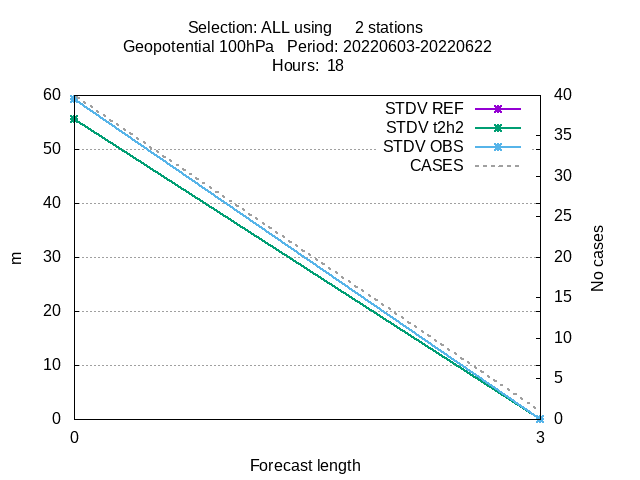 Selection: ALL using     2 stations
Geopotential 100hPa   Period: 20220603-20220622
Hours:  18
60
50
40
30
20
10
0
40
35
30
25
20
15
10
5
0
STDV REF
STDV t2h2
STDV OBS
CASES
m
No cases
0
3
Forecast length